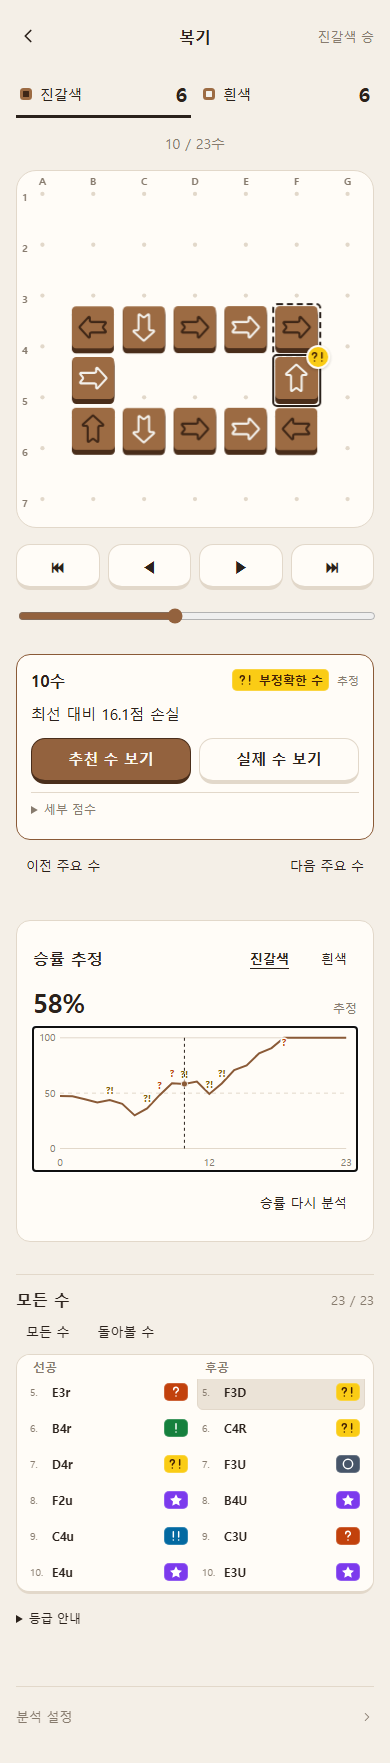 복기
진갈색 승
진갈색 6 흰색 6
10 / 23수
A B C D E F G
1
2
3
4
?!
5
6
7
10수 ?! 부정확한 수 추정
최선 대비 16.1점 손실
추천 수 보기 실제 수 보기
▶ 세부 점수
이전 주요 수 다음 주요 수
승률 추정 진갈색 흰색
58% 추정
100
50
0
?! ?! ? ? ?! ?! ?! ?
0 12 23
승률 다시 분석
모든 수 23 / 23
모든 수 돌아볼 수
선공 후공
5. E3r ? 5. F3D ?!
6. B4r ! 6. C4R ?!
7. D4r ?! 7. F3U
8. F2u 8. B4U
9. C4u !! 9. C3U ?
10. E4u 10. E3U
▶ 등급 안내
분석 설정